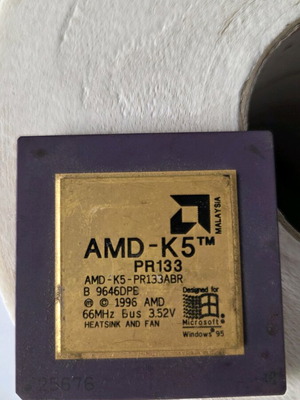 MALAYSIA
AMD-K5™
PR133
AMD-K5-PR133ABR
B 9646DPE
Ⓜ © 1996 AMD
66MHz Bus 3.52V
HEATSINK AND FAN
Designed for
Microsoft®
Windows 95